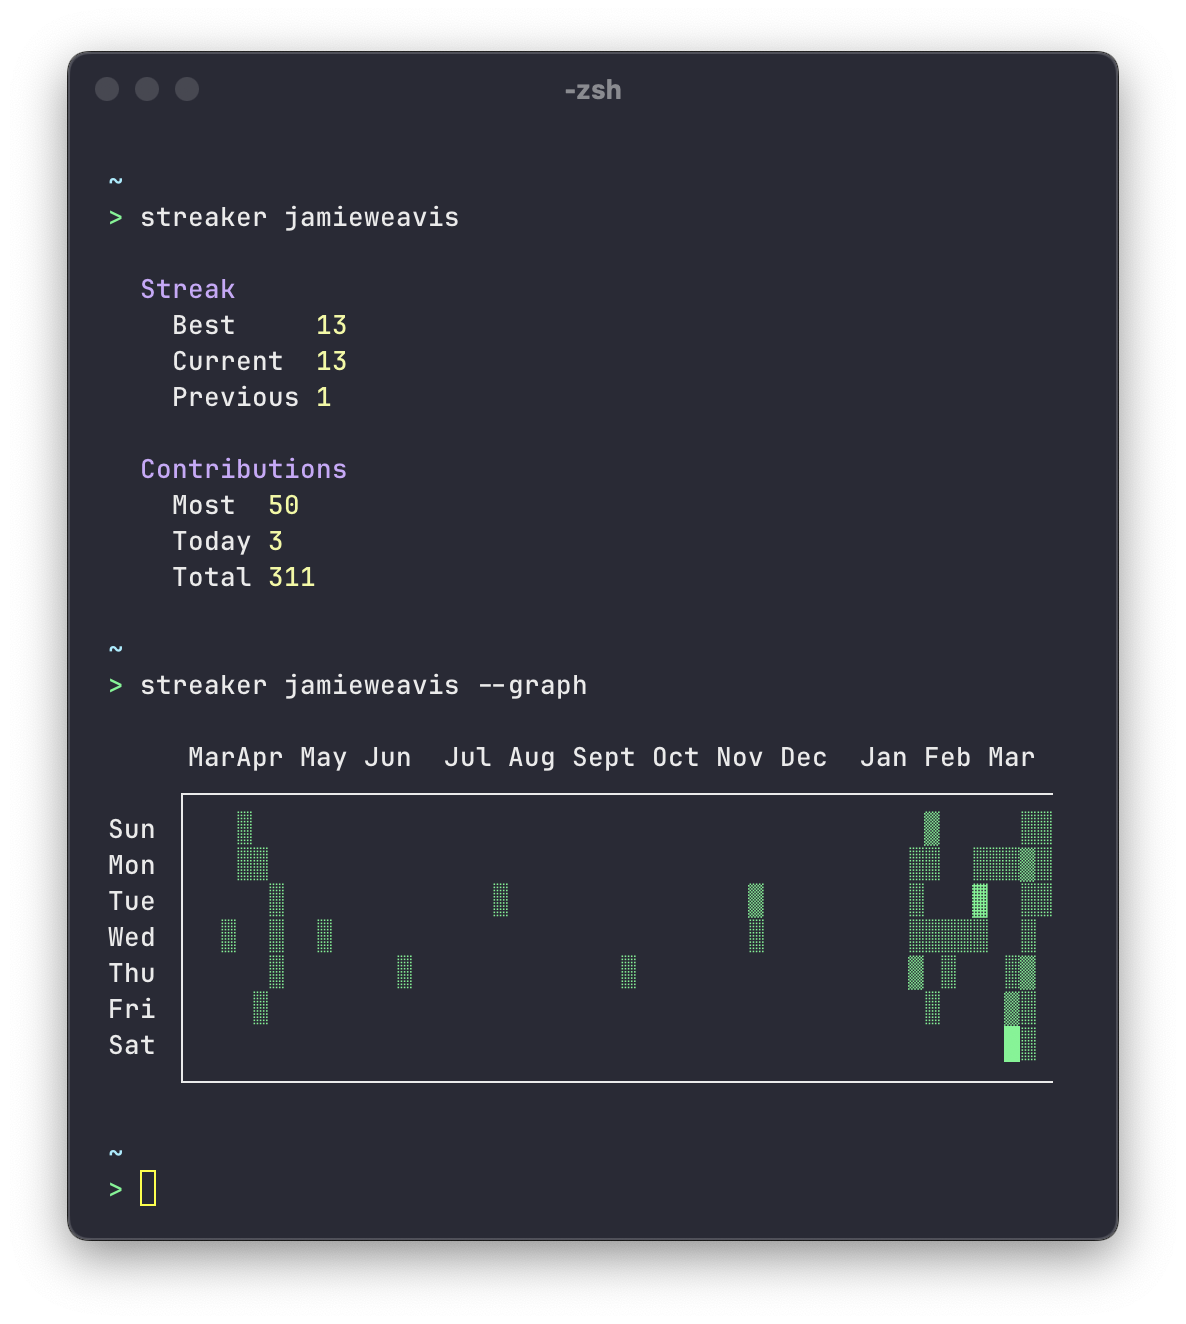 -zsh
~
> streaker jamieweavis
Streak
Best 13
Current 13
Previous 1
Contributions
Most 50
Today 3
Total 311
~
> streaker jamieweavis --graph
MarApr May Jun Jul Aug Sept Oct Nov Dec Jan Feb Mar
Sun
Mon
Tue
Wed
Thu
Fri
Sat
~
>